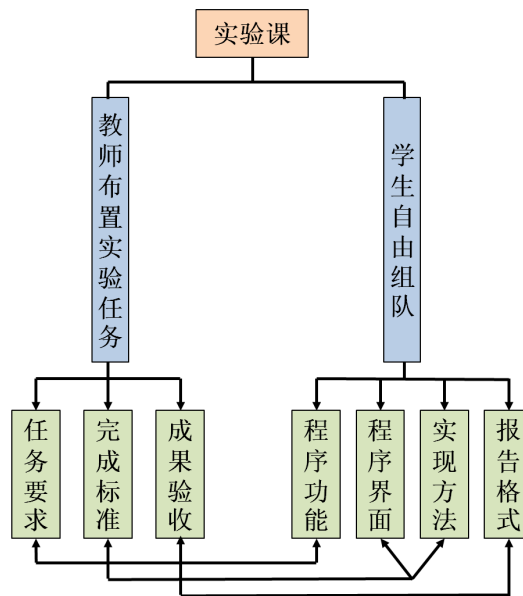 实验课
教师布置实验任务
学生自由组队
任务要求
完成标准
成果验收
程序功能
程序界面
实现方法
报告格式